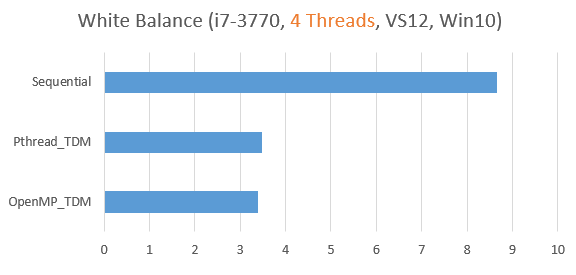 White Balance (i7-3770, 4 Threads, VS12, Win10)
Sequential
Pthread_TDM
OpenMP_TDM
0 1 2 3 4 5 6 7 8 9 10